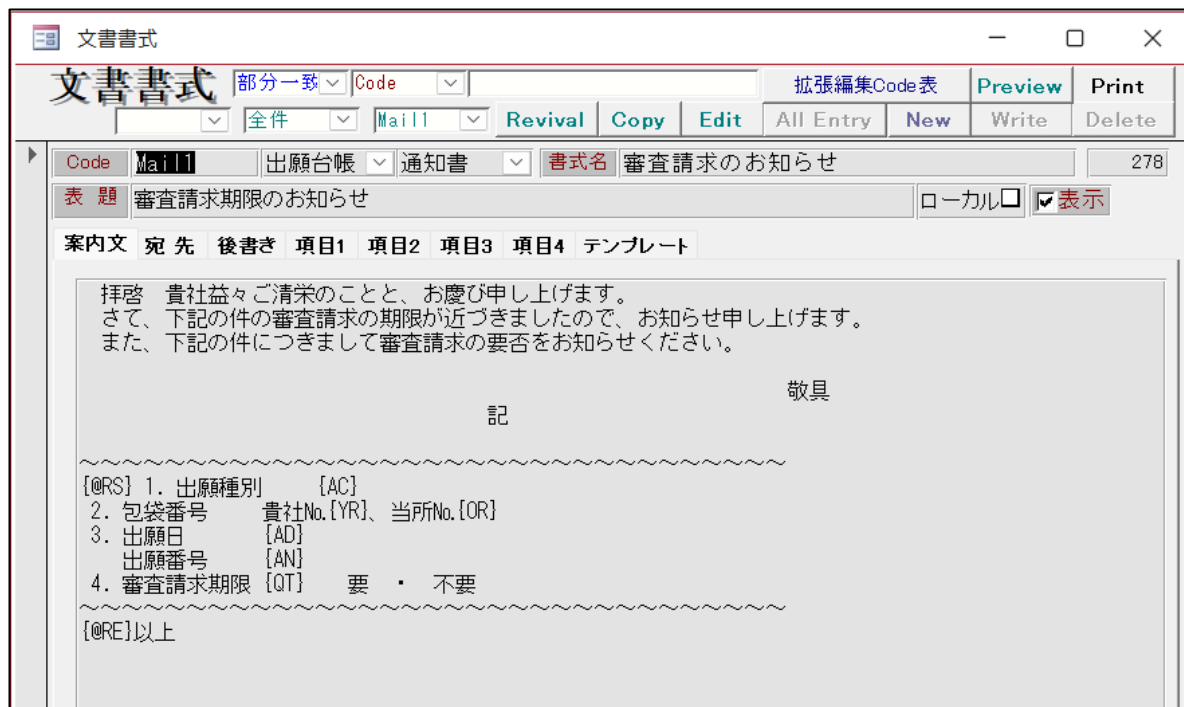 文書書式
文書書式 部分一致 Code 拡張編集Code表 Preview Print
全件 Mail1 Revival Copy Edit All Entry New Write Delete
Code Mail1 出願台帳 通知書 書式名 審査請求のお知らせ 278
表 題 審査請求期限のお知らせ ローカル 表示
案内文 宛 先 後書き 項目1 項目2 項目3 項目4 テンプレート
拝啓 貴社益々ご清栄のことと、お慶び申し上げます。
さて、下記の件の審査請求の期限が近づきましたので、お知らせ申し上げます。
また、下記の件につきまして審査請求の要否をお知らせください。
敬具
記
~~~~~~~~~~~~~~~~~~~~~~~~~~~~~~~~~
{@RS} 1. 出願種別 {AC}
2. 包袋番号 貴社No.{YR}、当所No.{OR}
3. 出願日 {AD}
出願番号 {AN}
4. 審査請求期限 {QT} 要 ・ 不要
~~~~~~~~~~~~~~~~~~~~~~~~~~~~~~~~~
{@RE}以上